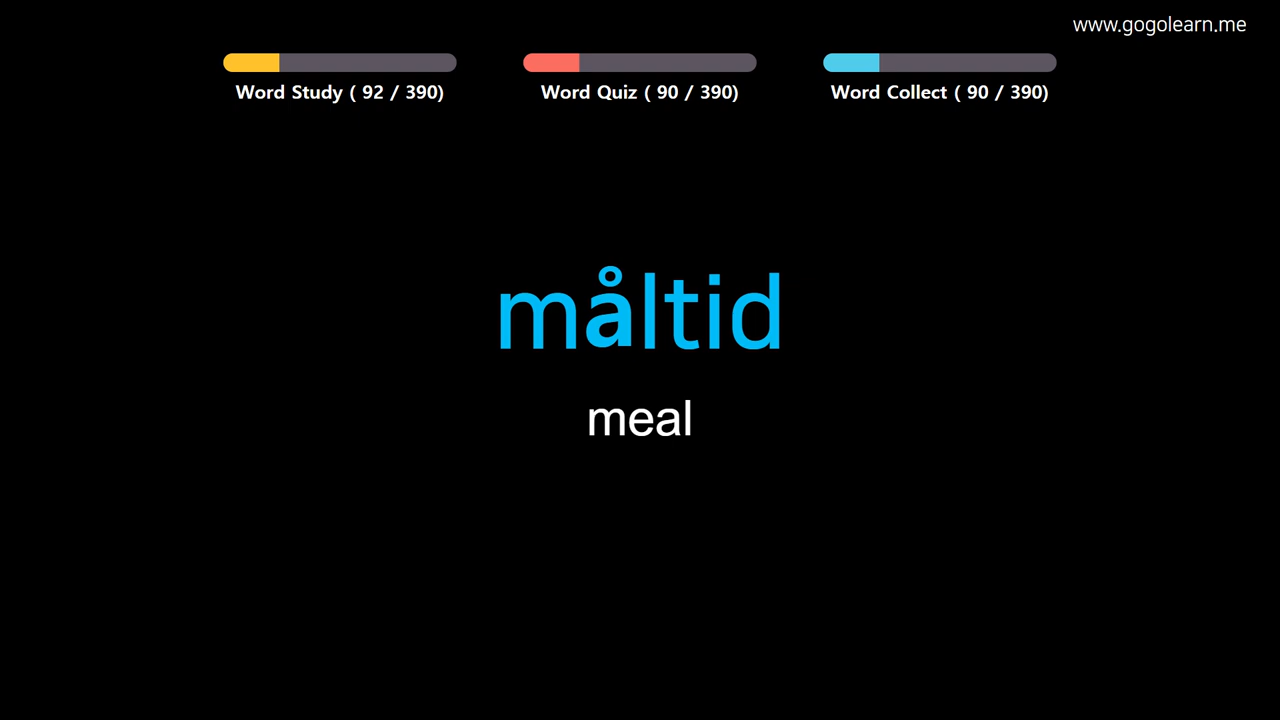 www.gogolearn.me
Word Study ( 92 / 390)
Word Quiz ( 90 / 390)
Word Collect ( 90 / 390)
måltid
meal